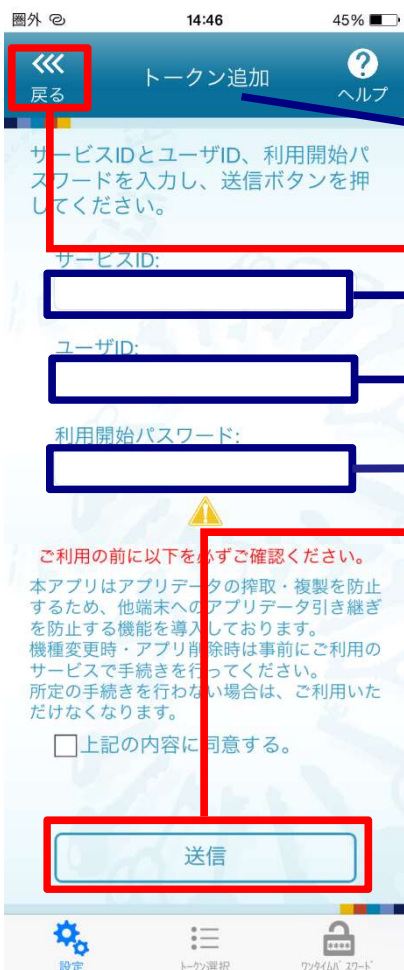 圏外 14:46 45%
戻る トークン追加 ? ヘルプ
サービスIDとユーザID、利用開始パ
スワードを入力し、送信ボタンを押
してください。
サービスID:
ユーザID:
利用開始パスワード:
ご利用の前に以下を必ずご確認ください。
本アプリはアプリデータの搾取・複製を防止
するため、他端末へのアプリデータ引き継ぎ
を防止する機能を導入しております。
機種変更時・アプリ削除時は事前にご利用の
サービスで手続きを行ってください。
所定の手続きを行わない場合は、ご利用いた
だけなくなります。
上記の内容に同意する。
送信
設定 トークン選択 ワンタイムパスワード